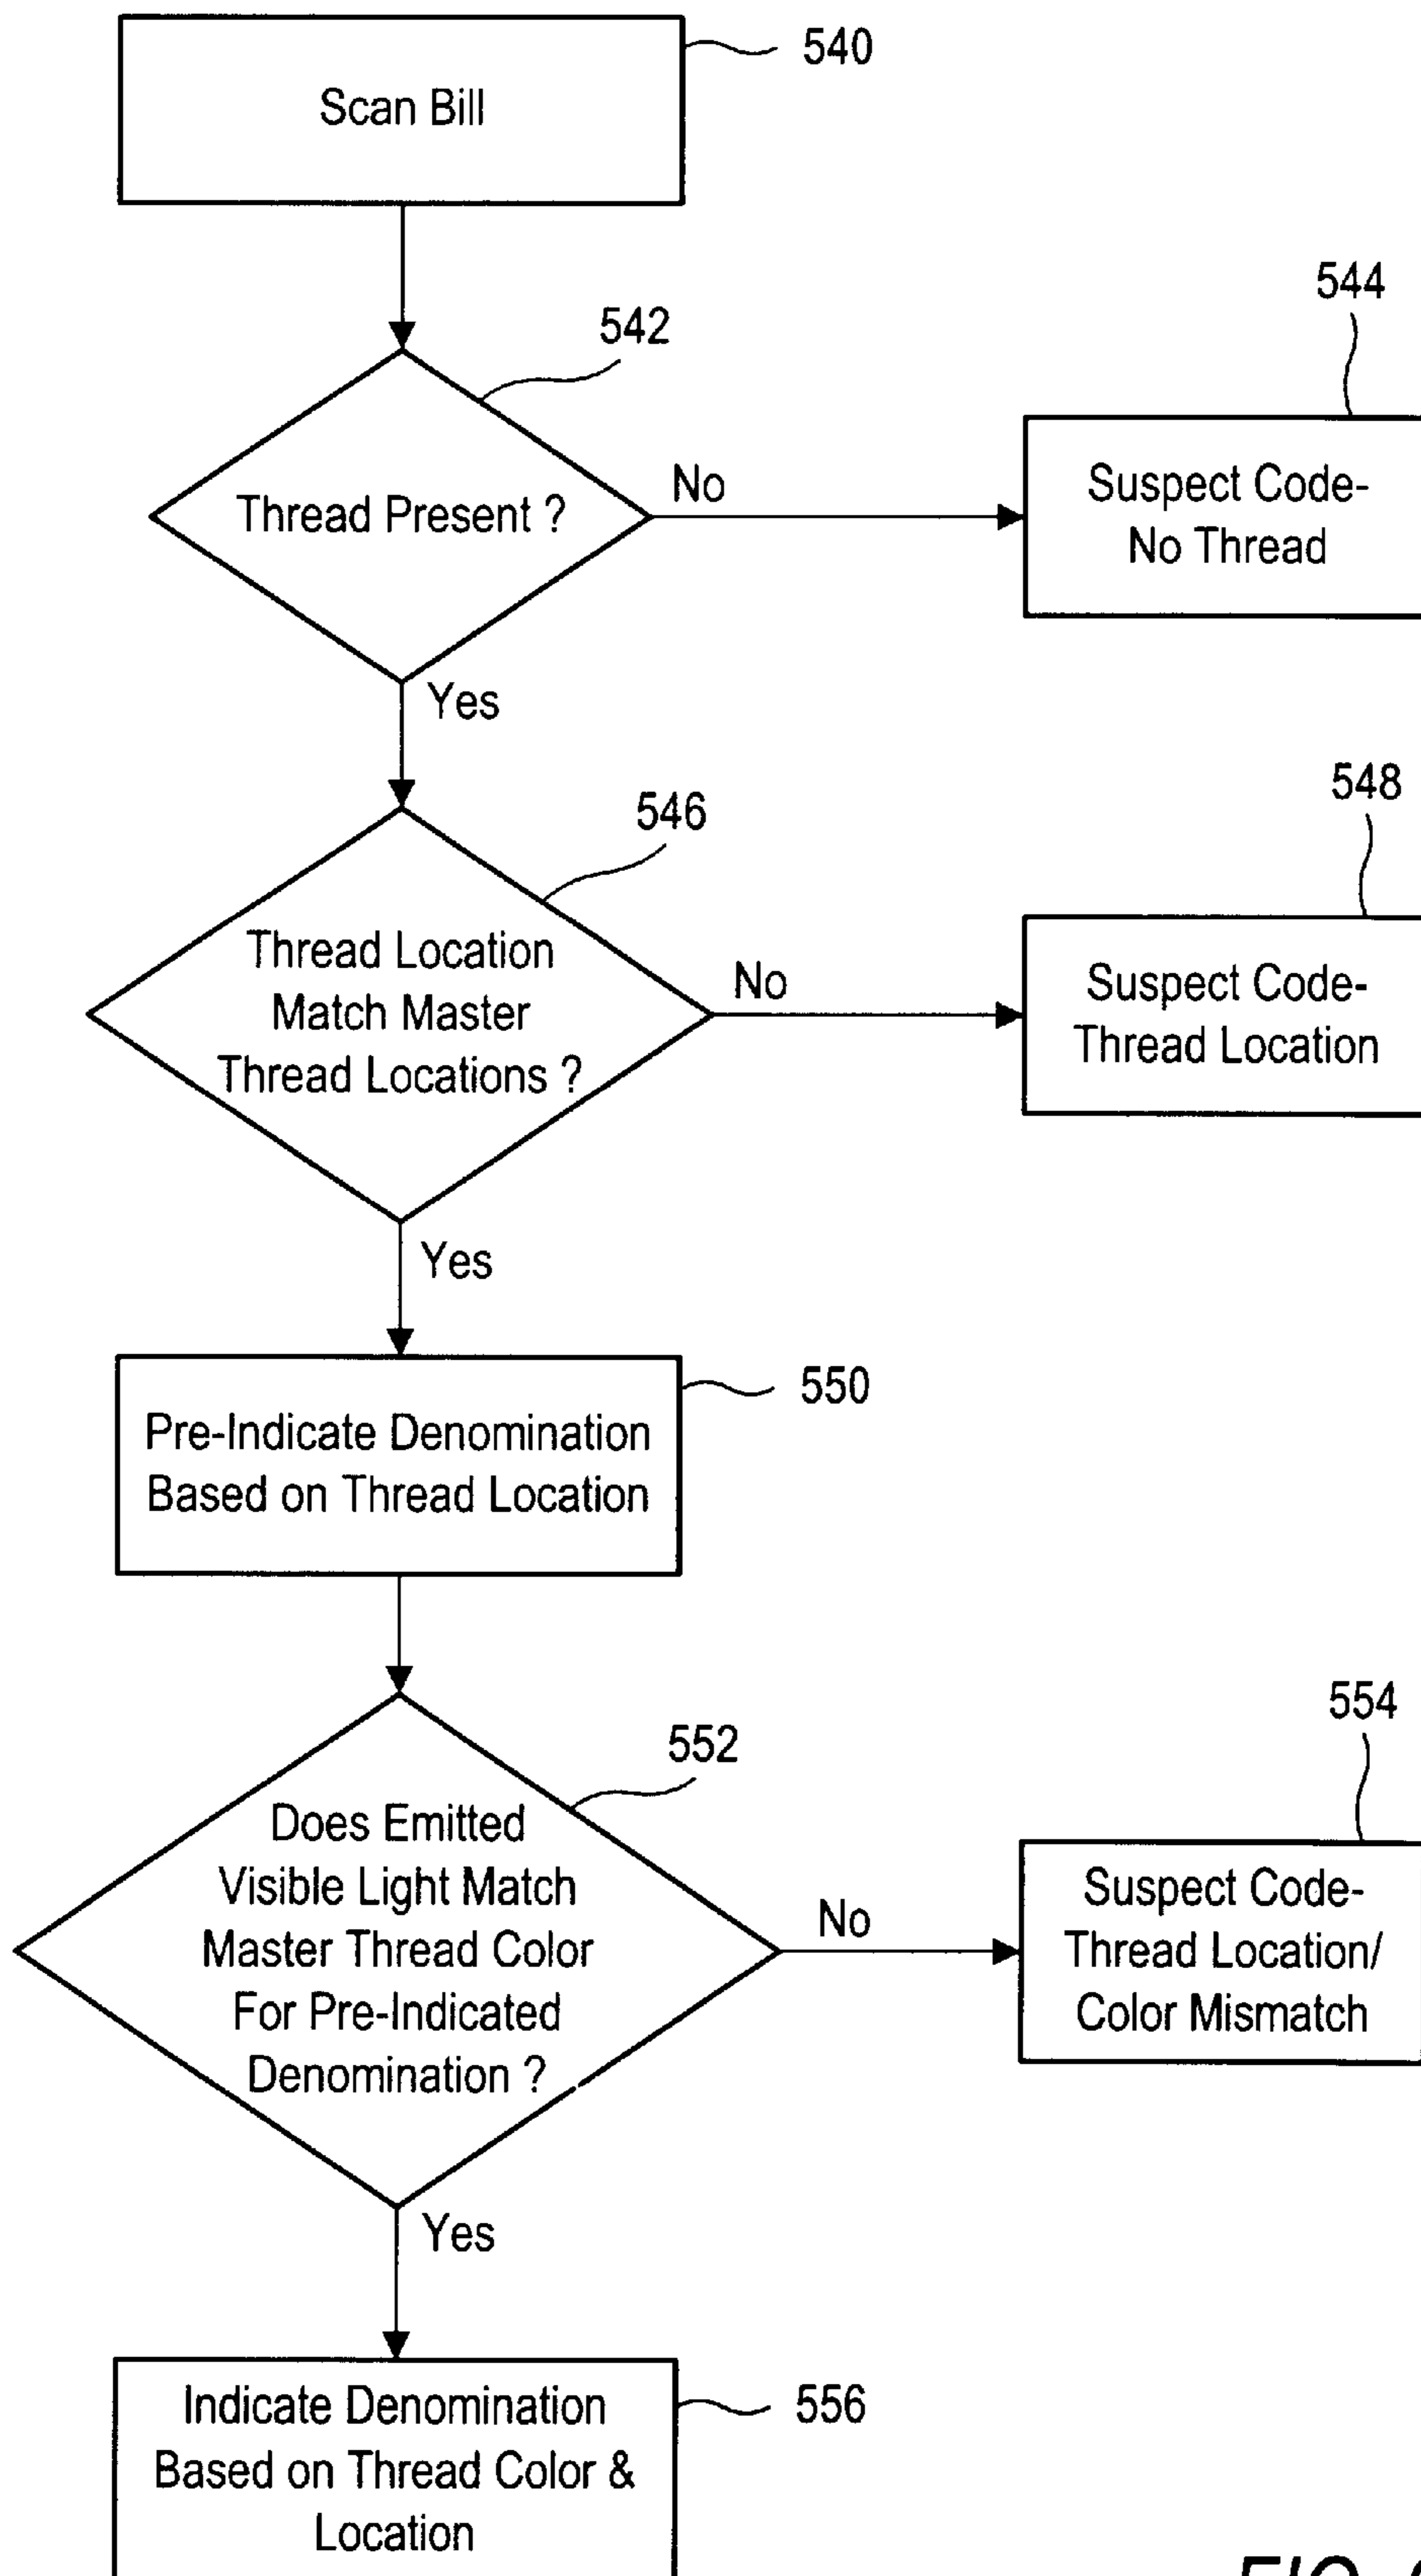 Scan Bill
540
542
544
Thread Present ?
No
Suspect Code-
No Thread
Yes
546
548
Thread Location
Match Master
Thread Locations ?
No
Suspect Code-
Thread Location
Yes
550
Pre-Indicate Denomination
Based on Thread Location
552
554
Does Emitted
Visible Light Match
Master Thread Color
For Pre-Indicated
Denomination ?
No
Suspect Code-
Thread Location/
Color Mismatch
Yes
556
Indicate Denomination
Based on Thread Color &
Location